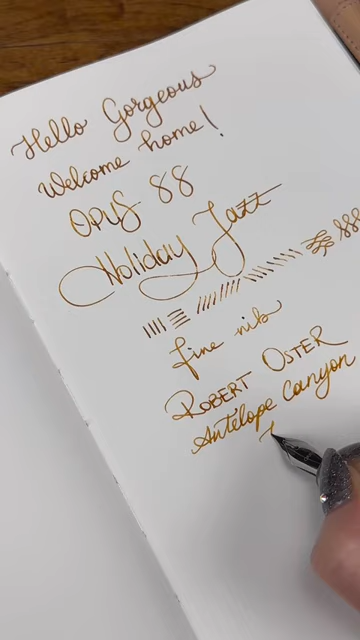 Hello Gorgeous
Welcome home!
OPUS 88
Holiday Jazz
fine nib
ROBERT OSTER
Antelope Canyon